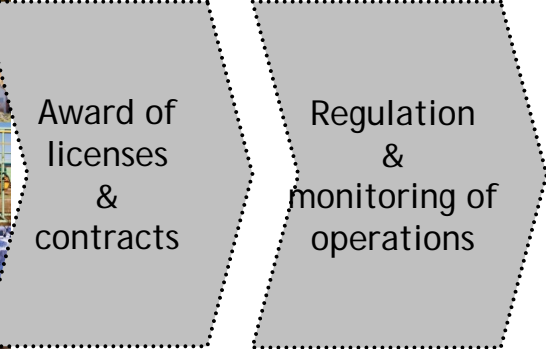 Award of
licenses
&
contracts
Regulation
&
monitoring of
operations